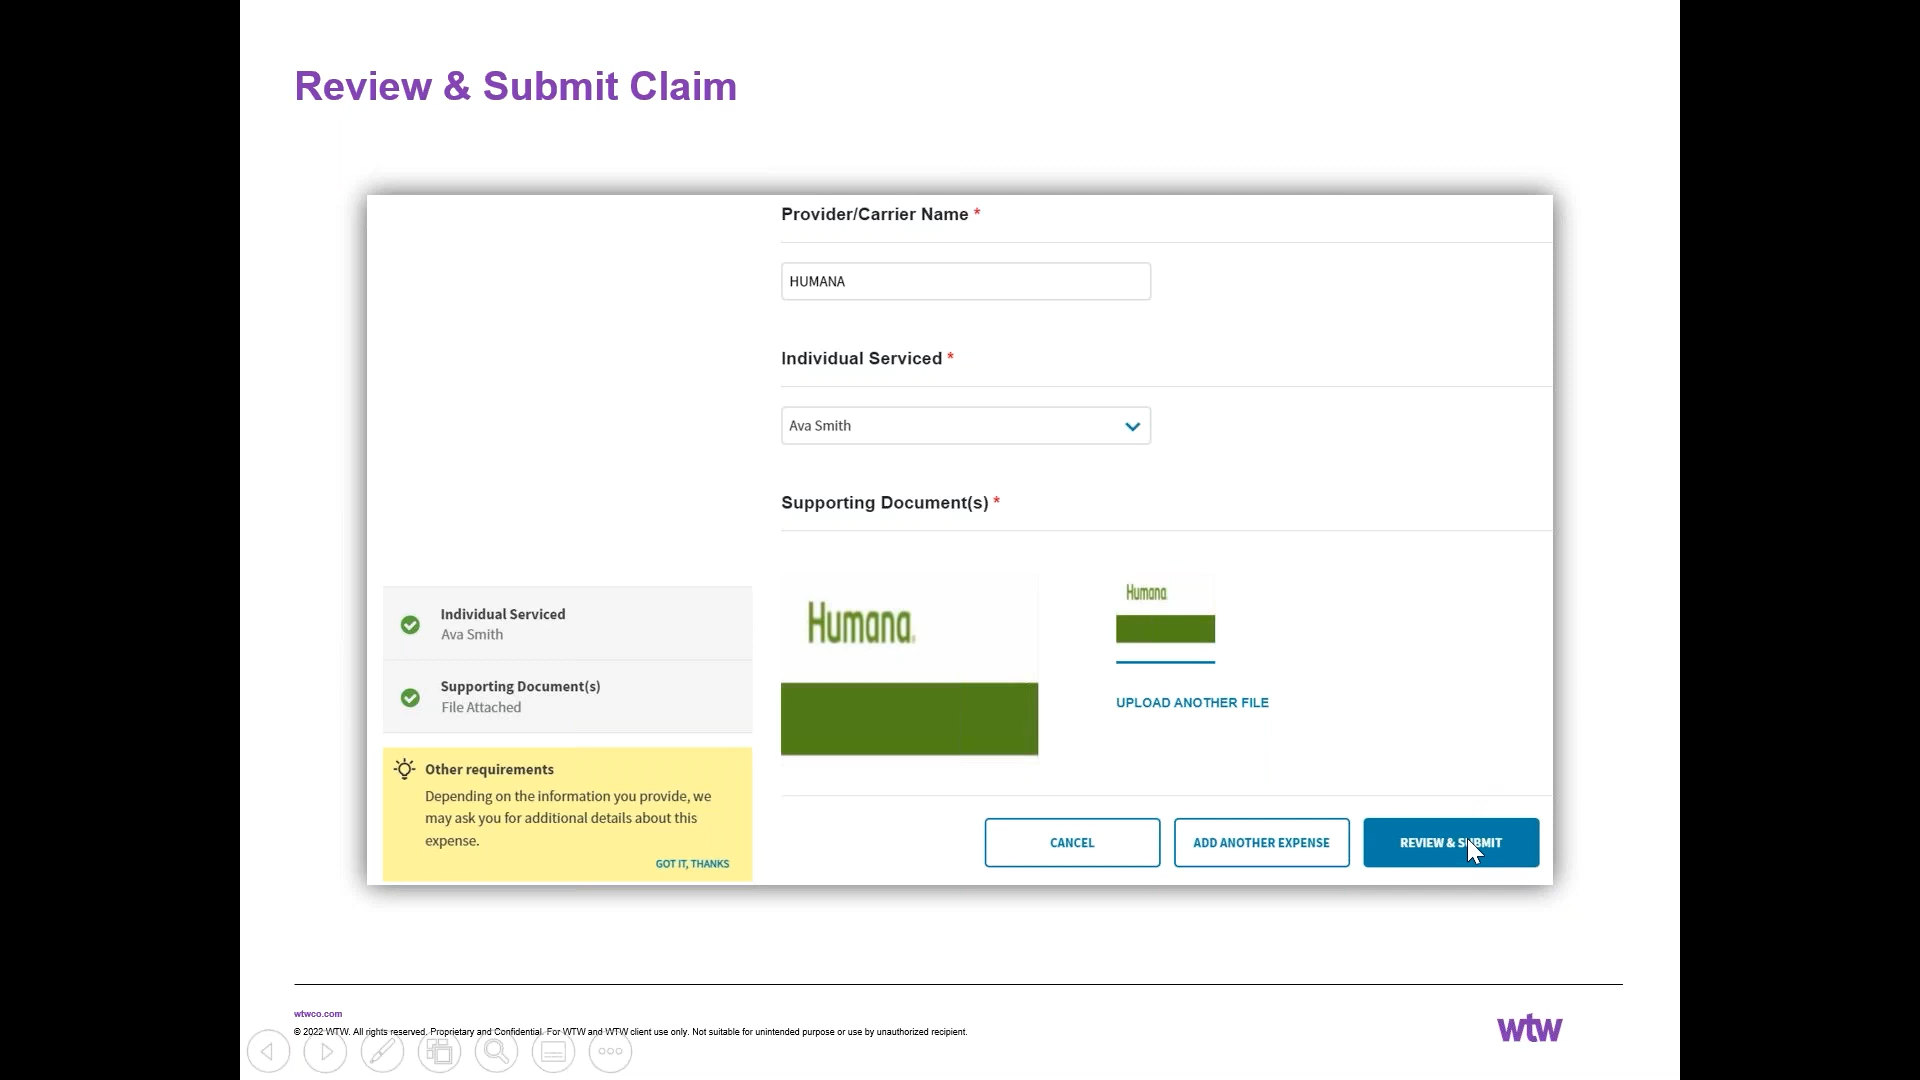 Review & Submit Claim
Provider/Carrier Name *
HUMANA
Individual Serviced *
Ava Smith
Supporting Document(s) *
Humana
Humana
UPLOAD ANOTHER FILE
Individual Serviced
Ava Smith
Supporting Document(s)
File Attached
Other requirements
Depending on the information you provide, we
may ask you for additional details about this
expense.
GOT IT, THANKS
CANCEL
ADD ANOTHER EXPENSE
REVIEW & SUBMIT
wtwco.com
© 2022 WTW. All rights reserved. Proprietary and Confidential. For WTW and WTW client use only. Not suitable for unintended purpose or use by unauthorized recipient.
wtw